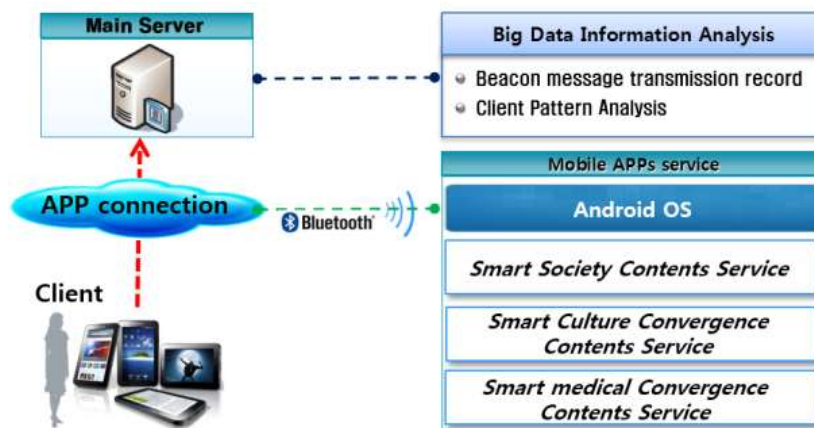 Main Server
Big Data Information Analysis
Beacon message transmission record
Client Pattern Analysis
Mobile APPs service
APP connection
Bluetooth
Android OS
Smart Society Contents Service
Client
Smart Culture Convergence
Contents Service
Smart medical Convergence
Contents Service